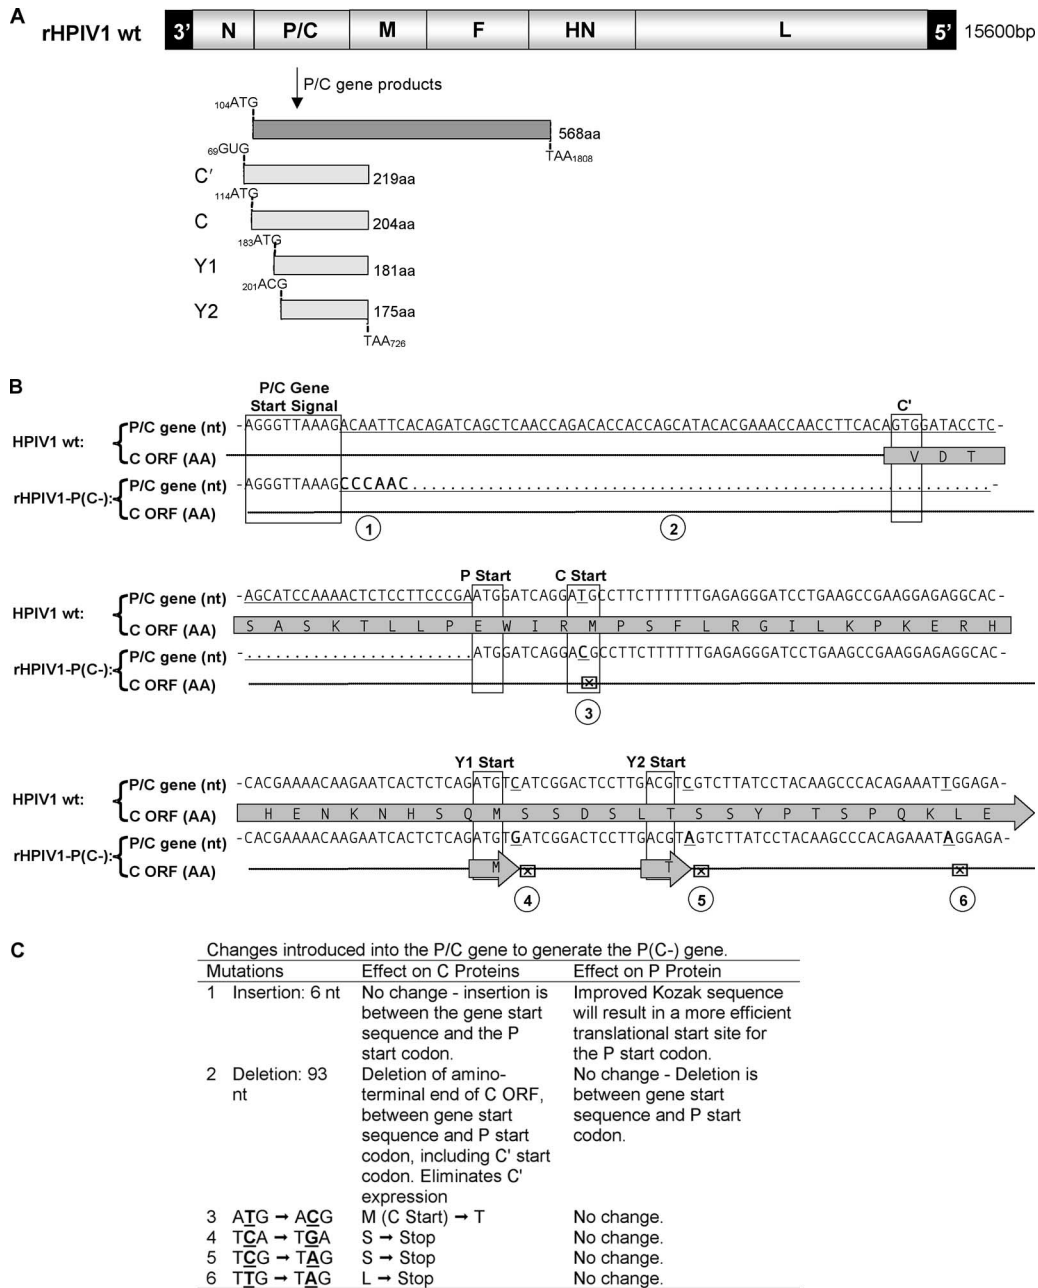 A
rHPIV1 wt
3’ N P/C M F HN L 5’ 15600bp
P/C gene products
104ATG
568aa
TAA1808
69GUG
C’
219aa
114ATG
C
204aa
183ATG
Y1
181aa
201ACG
Y2
175aa
TAA726
B
P/C Gene
Start Signal
C'
HPIV1 wt:
P/C gene (nt)
-AGGGTTAAAGACAATTCACAGATCAGCTCAACCAGACACCACCAGCATACACGAAACCAACCTTCACAGTGGATACCTC-
C ORF (AA)
V D T
rHPIV1-P(C-):
P/C gene (nt)
-AGGGTTAAAGCCCAAC.............................................................-
C ORF (AA)
1 2
P Start C Start
HPIV1 wt:
P/C gene (nt)
-AGCATCCAAAACTCTCCTTCCCGAATGGATCAGGATGCCTTCTTTTTTGAGAGGGATCCTGAAGCCGAAGGAGAGGCAC-
C ORF (AA)
S A S K T L L P E W I R M P S F L R G I L K P K E R H
rHPIV1-P(C-):
P/C gene (nt)
-........................ATGGATCAGGACGCCTTCTTTTTTGAGAGGGATCCTGAAGCCGAAGGAGAGGCAC-
C ORF (AA)
3
Y1 Start Y2 Start
HPIV1 wt:
P/C gene (nt)
-CACGAAAACAAGAATCACTCTCAGATGTCATCGGACTCCTTGACGTCGTCTTATCCTACAAGCCCACAGAAATTGGAGA-
C ORF (AA)
H E N K N H S Q M S S D S L T S S Y P T S P Q K L E
rHPIV1-P(C-):
P/C gene (nt)
-CACGAAAACAAGAATCACTCTCAGATGTGATCGGACTCCTTGACGTAGTCTTATCCTACAAGCCCACAGAAATAGGAGA-
C ORF (AA)
M T
4 5 6
C
Changes introduced into the P/C gene to generate the P(C-) gene.
Mutations Effect on C Proteins Effect on P Protein
1 Insertion: 6 nt No change - insertion is Improved Kozak sequence
between the gene start will result in a more efficient
sequence and the P translational start site for
start codon. the P start codon.
2 Deletion: 93 Deletion of amino- No change - Deletion is
nt terminal end of C ORF, between gene start
between gene start sequence and P start
sequence and P start codon.
codon, including C' start
codon. Eliminates C'
expression
3 ATG → ACG M (C Start) → T No change.
4 TCA → TGA S → Stop No change.
5 TCG → TAG S → Stop No change.
6 TTG → TAG L → Stop No change.